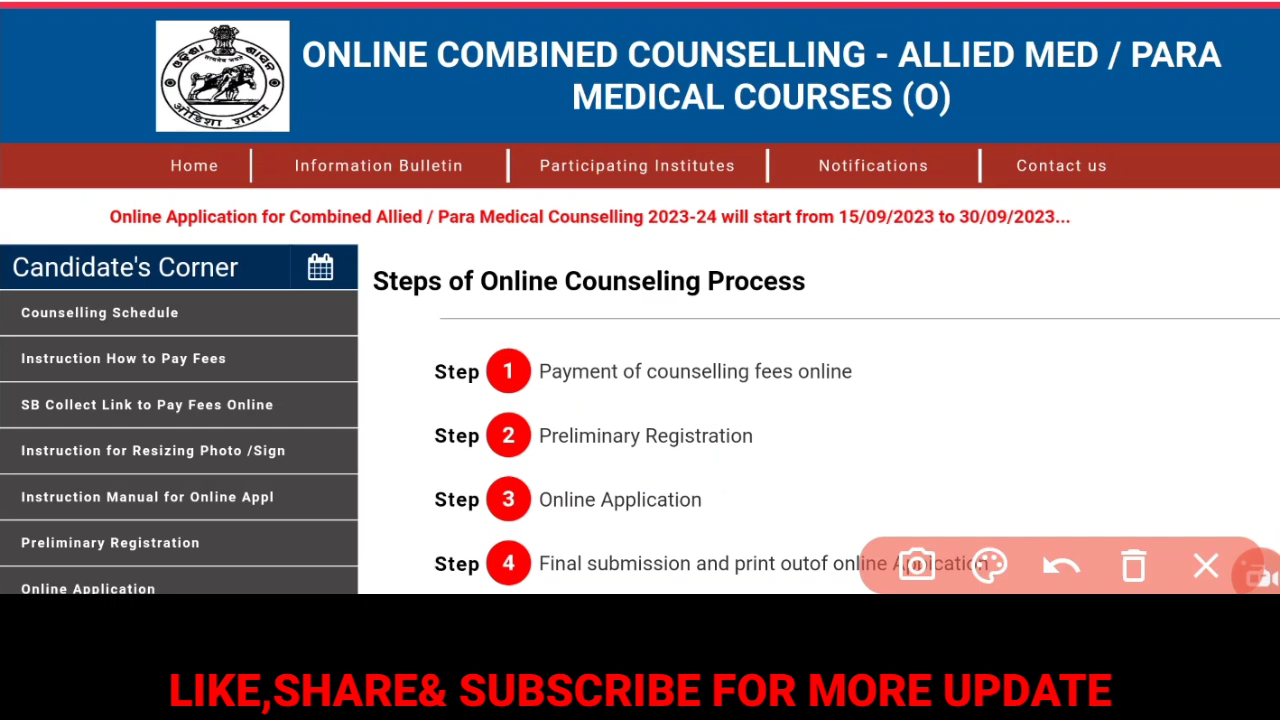 ONLINE COMBINED COUNSELLING - ALLIED MED / PARA
MEDICAL COURSES (O)
Home
Information Bulletin
Participating Institutes
Notifications
Contact us
Online Application for Combined Allied / Para Medical Counselling 2023-24 will start from 15/09/2023 to 30/09/2023...
Candidate's Corner
Counselling Schedule
Instruction How to Pay Fees
SB Collect Link to Pay Fees Online
Instruction for Resizing Photo /Sign
Instruction Manual for Online Appl
Preliminary Registration
Online Application
Steps of Online Counseling Process
Step 1 Payment of counselling fees online
Step 2 Preliminary Registration
Step 3 Online Application
Step 4 Final submission and print outof online Application
LIKE,SHARE& SUBSCRIBE FOR MORE UPDATE